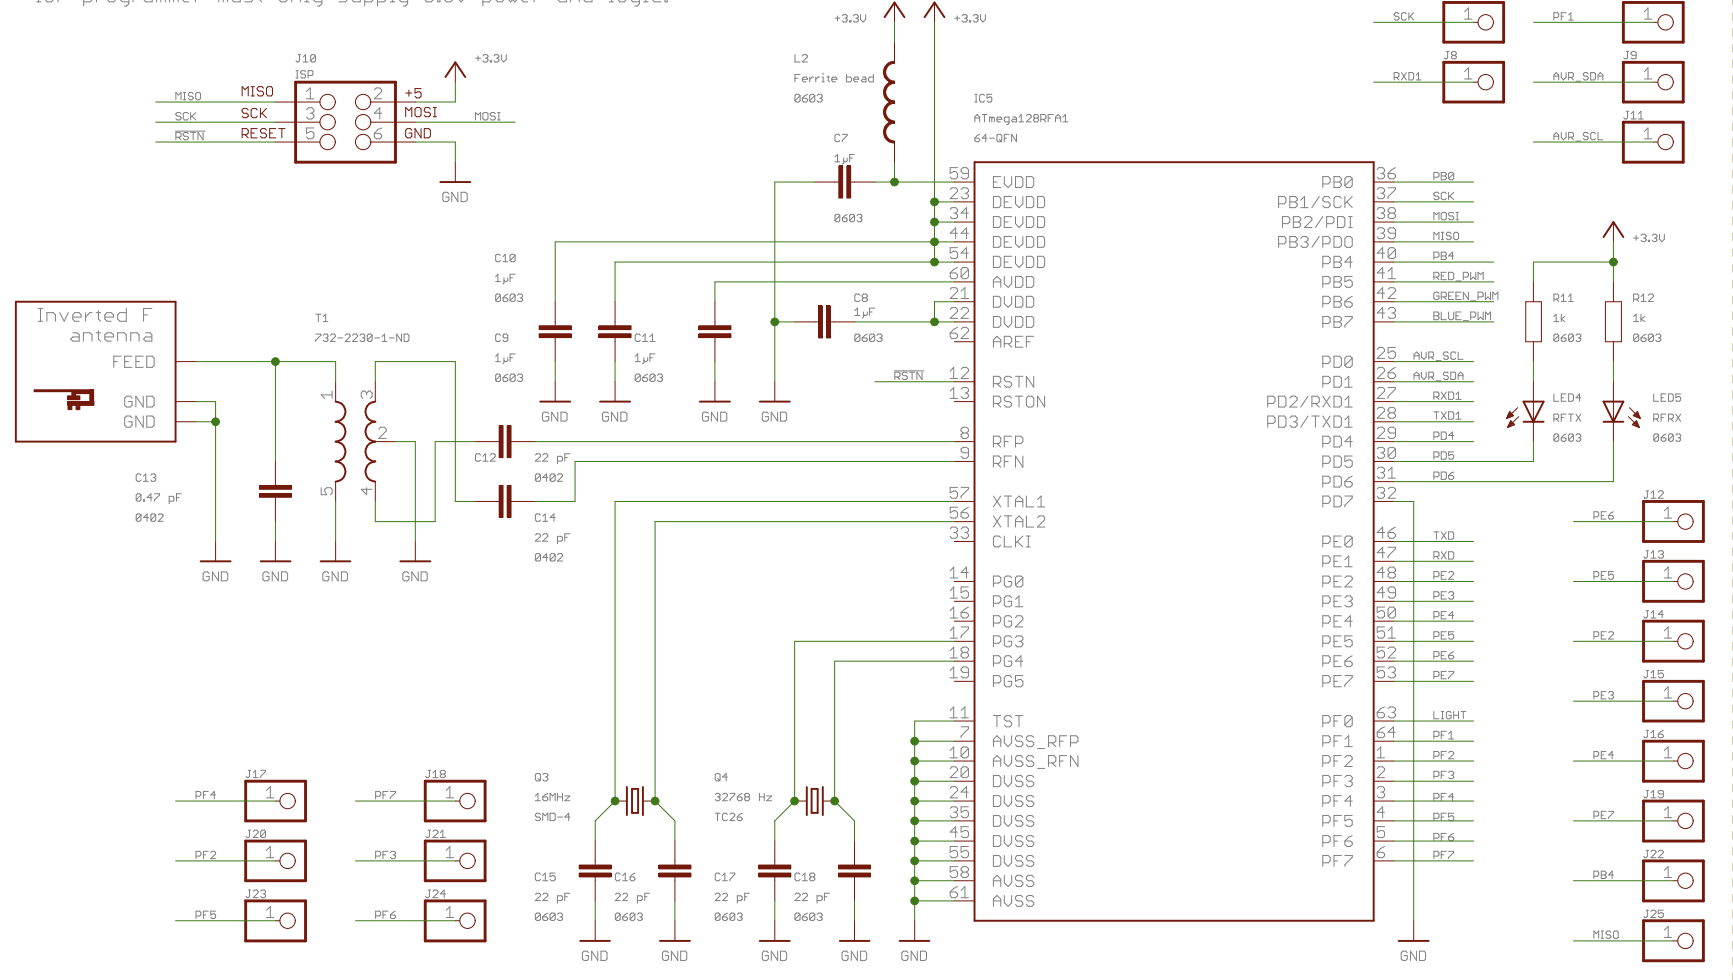 for programmer must only supply 3.3V power and logic.
+3.3V
+3.3V
SCK
1
PF1
1
J10
ISP
+3.3V
MISO
MISO
1
2
+5
SCK
SCK
3
4
MOSI
MOSI
RSTN
RESET
5
6
GND
GND
L2
Ferrite bead
0603
C7
1µF
0603
IC5
ATmega128RFA1
64-QFN
J8
RXD1
1
J9
AVR_SDA
1
J11
AVR_SCL
1
59
EVDD
23
DEVDD
34
DEVDD
44
DEVDD
54
DEVDD
60
AVDD
21
DVDD
22
DVDD
62
AREF
12
RSTN
RSTN
13
RSTON
8
RFP
9
RFN
57
XTAL1
56
XTAL2
33
CLKI
14
PG0
15
PG1
16
PG2
17
PG3
18
PG4
19
PG5
11
TST
7
AVSS_RFP
10
AVSS_RFN
20
DVSS
24
DVSS
35
DVSS
45
DVSS
55
DVSS
58
AVSS
61
AVSS
GND
PB0
36
PB0
PB1/SCK
37
SCK
PB2/PDI
38
MOSI
PB3/PDO
39
MISO
PB4
40
PB4
PB5
41
RED_PWM
PB6
42
GREEN_PWM
PB7
43
BLUE_PWM
PD0
25
AVR_SCL
PD1
26
AVR_SDA
PD2/RXD1
27
RXD1
PD3/TXD1
28
TXD1
PD4
29
PD4
PD5
30
PD5
PD6
31
PD6
PD7
32
PE0
46
TXD
PE1
47
RXD
PE2
48
PE2
PE3
49
PE3
PE4
50
PE4
PE5
51
PE5
PE6
52
PE6
PE7
53
PE7
PF0
63
LIGHT
PF1
64
PF1
PF2
1
PF2
PF3
2
PF3
PF4
3
PF4
PF5
4
PF5
PF6
5
PF6
PF7
6
PF7
GND
+3.3V
R11
1k
0603
R12
1k
0603
LED4
RFTX
0603
LED5
RFRX
0603
C10
1µF
0603
C9
1µF
0603
C11
1µF
0603
C8
1µF
0603
GND
GND
GND
GND
Inverted F
antenna
FEED
GND
GND
T1
732-2230-1-ND
1
3
2
5
4
C13
0.47 pF
0402
C12
22 pF
0402
C14
22 pF
0402
GND
GND
GND
GND
Q3
16MHz
SMD-4
Q4
32768 Hz
TC26
C15
22 pF
0603
C16
22 pF
0603
C17
22 pF
0603
C18
22 pF
0603
GND
GND
GND
GND
J17
PF4
1
J18
PF7
1
J20
PF2
1
J21
PF3
1
J23
PF5
1
J24
PF6
1
J12
PE6
1
J13
PE5
1
J14
PE2
1
J15
PE3
1
J16
PE4
1
J19
PE7
1
J22
PB4
1
J25
MISO
1